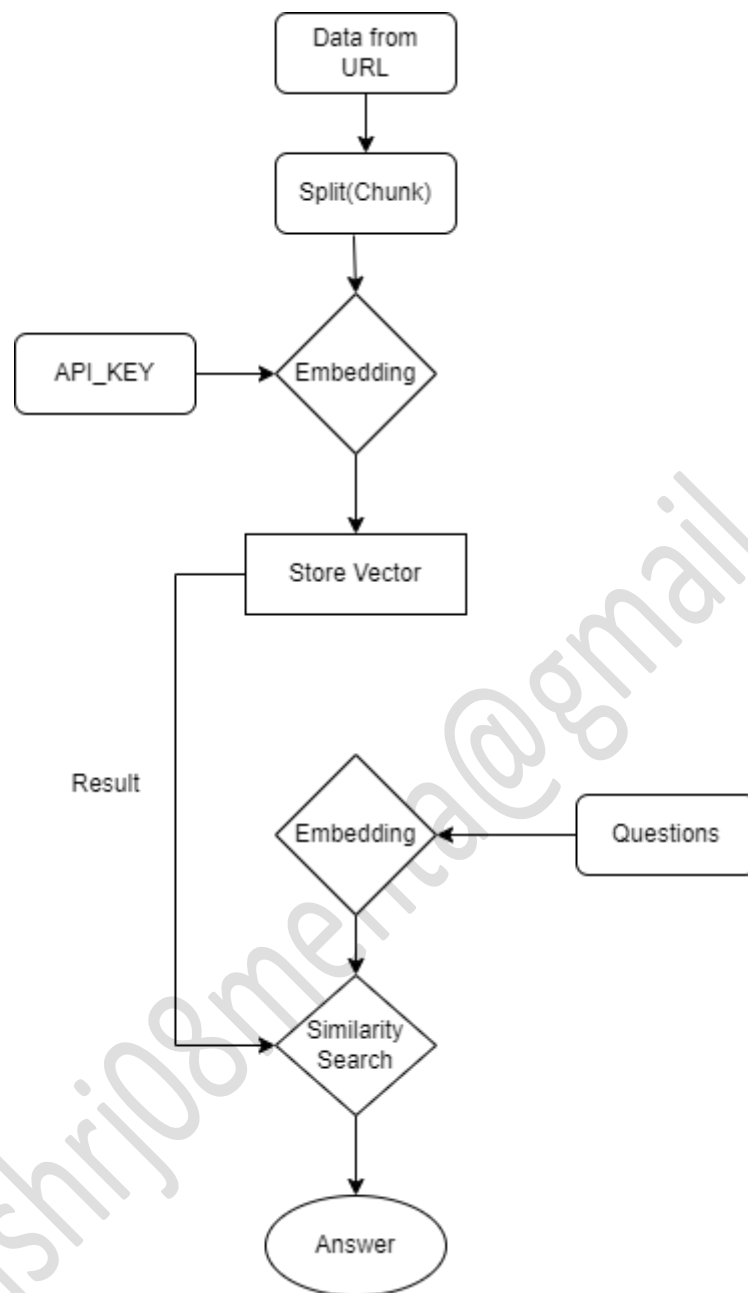 Data from
URL
Split(Chunk)
API_KEY
Embedding
Store Vector
Result
Embedding
Questions
Similarity
Search
Answer